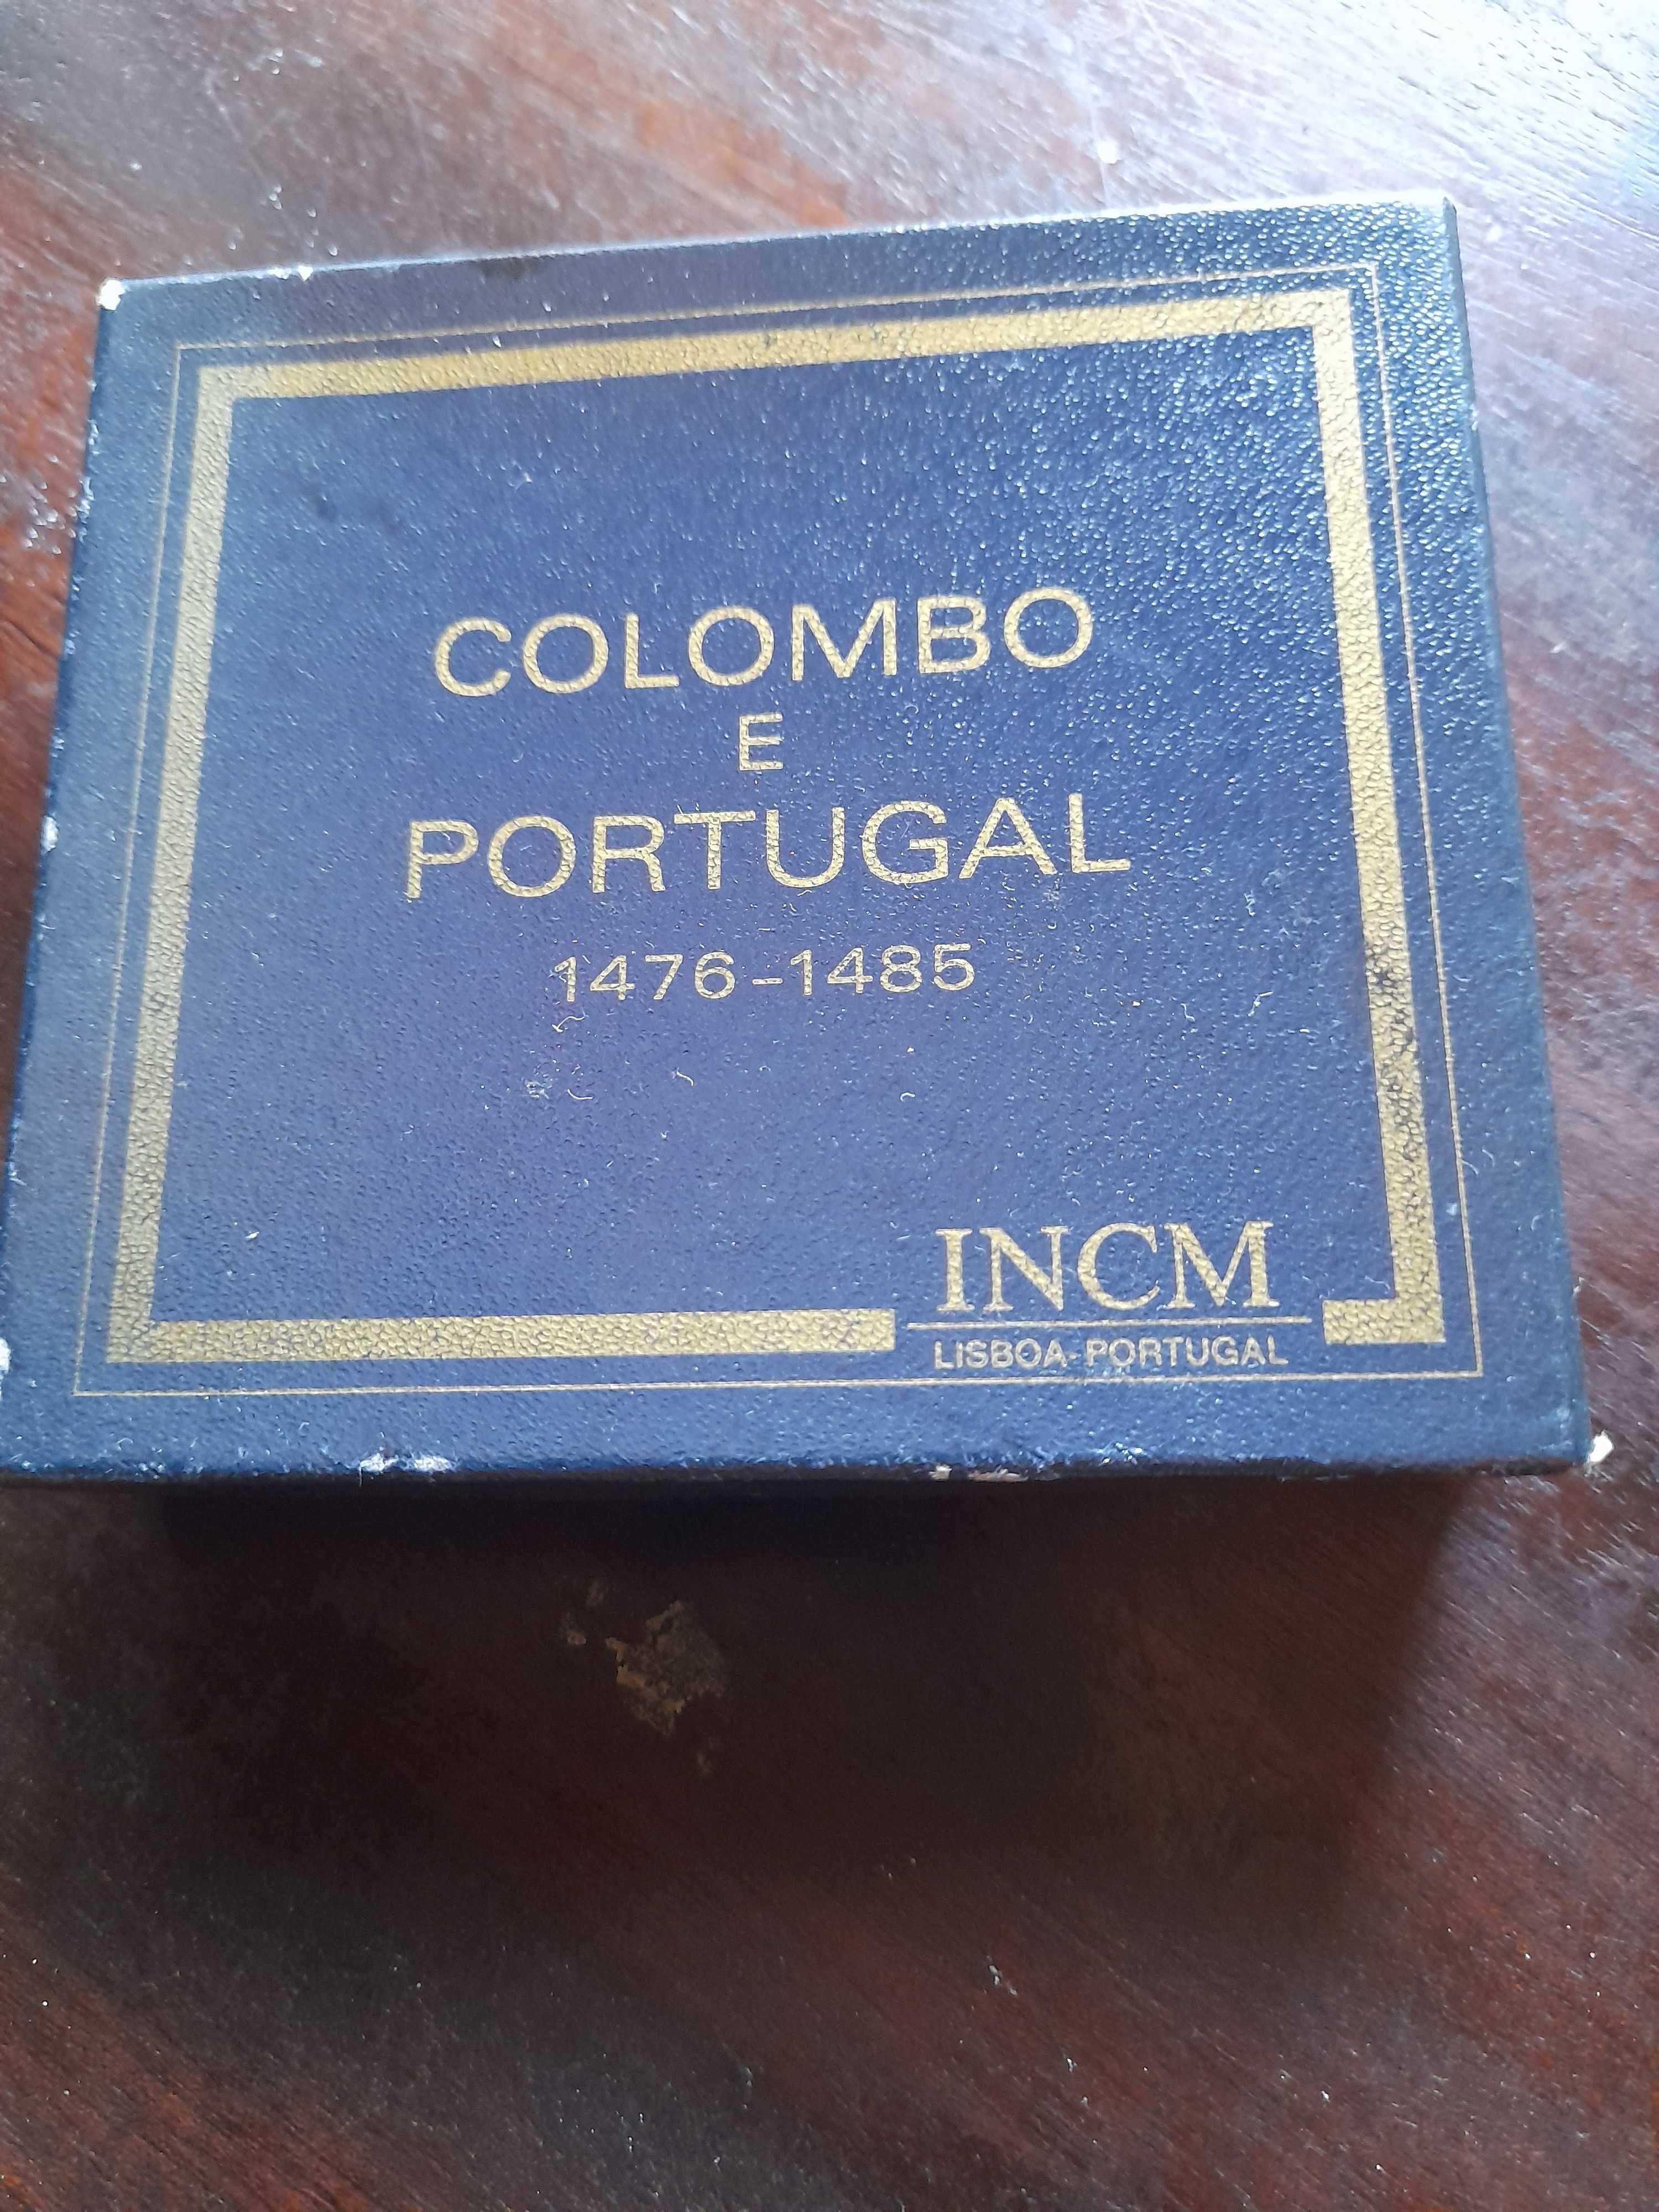 COLOMBO
E
PORTUGAL
1476-1485
INCM
LISBOA-PORTUGAL